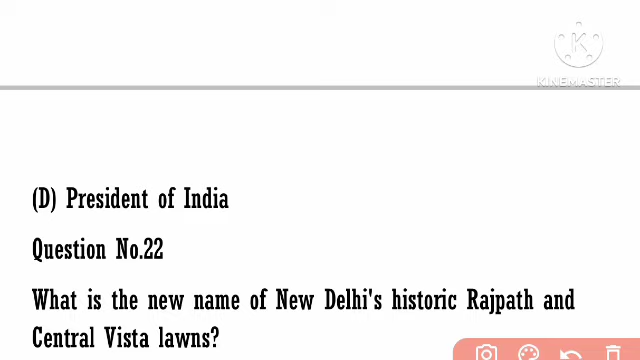 KINEMASTER
(D) President of India
Question No.22
What is the new name of New Delhi's historic Rajpath and
Central Vista lawns?